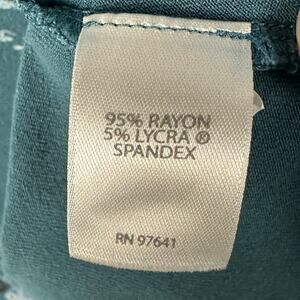 95% RAYON
5% LYCRA ®
SPANDEX
RN 97641